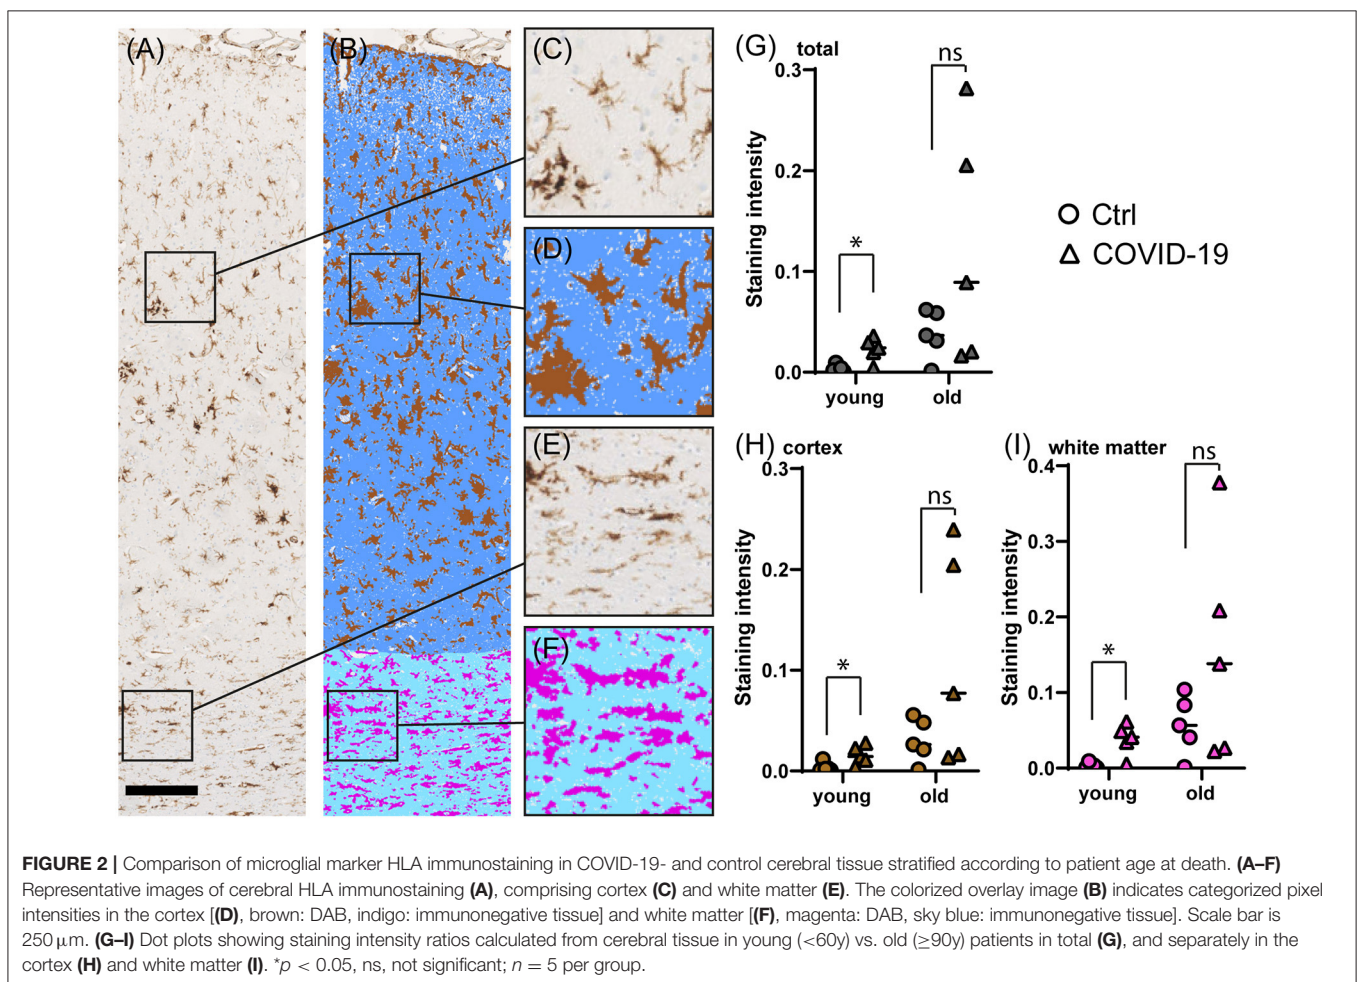 (A)
(B)
(C)
(D)
(E)
(F)
(G) total
ns
0.3
0.2
0.1
0.0
Staining intensity
*
young old
Ctrl
COVID-19
(H) cortex
ns
0.3
0.2
0.1
0.0
Staining intensity
*
young old
(I) white matter
ns
0.4
0.3
0.2
0.1
0.0
Staining intensity
*
young old
FIGURE 2 | Comparison of microglial marker HLA immunostaining in COVID-19- and control cerebral tissue stratified according to patient age at death. (A–F)
Representative images of cerebral HLA immunostaining (A), comprising cortex (C) and white matter (E). The colorized overlay image (B) indicates categorized pixel
intensities in the cortex [(D), brown: DAB, indigo: immunonegative tissue] and white matter [(F), magenta: DAB, sky blue: immunonegative tissue]. Scale bar is
250 μm. (G–I) Dot plots showing staining intensity ratios calculated from cerebral tissue in young (<60y) vs. old (≥90y) patients in total (G), and separately in the
cortex (H) and white matter (I). *p < 0.05, ns, not significant; n = 5 per group.